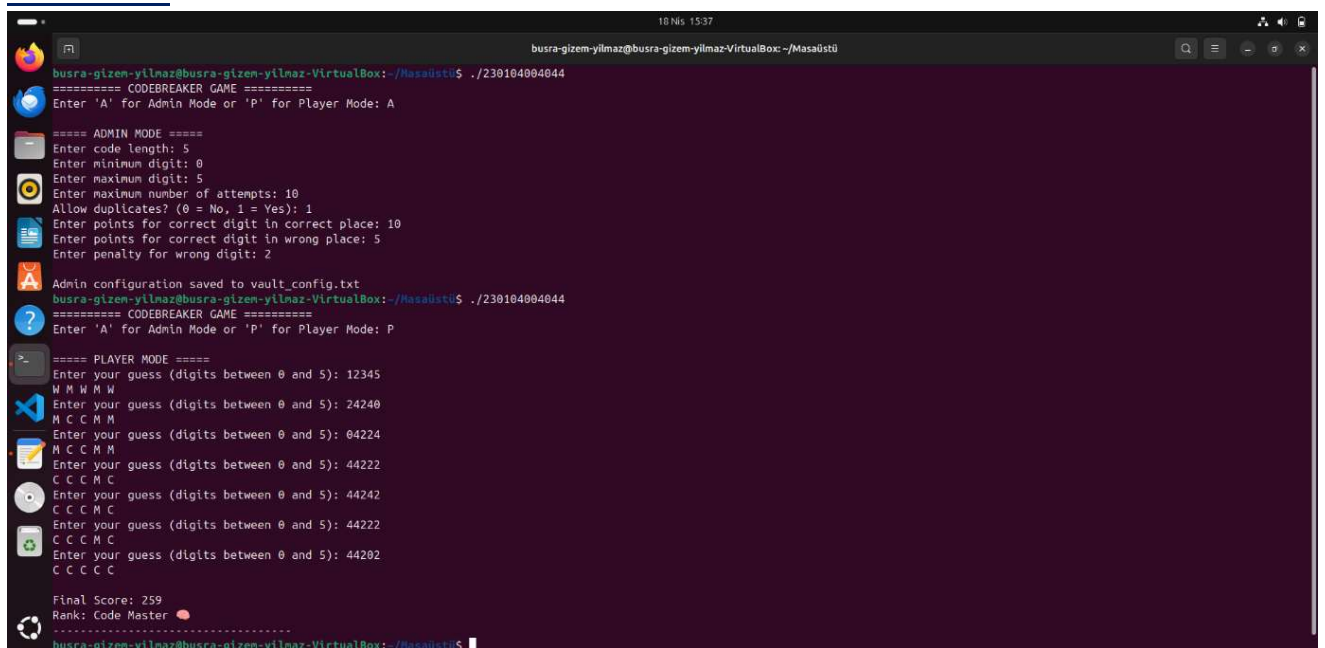 18 Nis 15:37
busra-gizem-yilmaz@busra-gizem-yilmaz-VirtualBox: ~/Masaüstü
busra-gizem-yilmaz@busra-gizem-yilmaz-VirtualBox:~/Masaüstü$ ./230104004044
========== CODEBREAKER GAME ==========
Enter 'A' for Admin Mode or 'P' for Player Mode: A
===== ADMIN MODE =====
Enter code length: 5
Enter minimum digit: 0
Enter maximum digit: 5
Enter maximum number of attempts: 10
Allow duplicates? (0 = No, 1 = Yes): 1
Enter points for correct digit in correct place: 10
Enter points for correct digit in wrong place: 5
Enter penalty for wrong digit: 2
Admin configuration saved to vault_config.txt
busra-gizem-yilmaz@busra-gizem-yilmaz-VirtualBox:~/Masaüstü$ ./230104004044
========== CODEBREAKER GAME ==========
Enter 'A' for Admin Mode or 'P' for Player Mode: P
===== PLAYER MODE =====
Enter your guess (digits between 0 and 5): 12345
W M W M W
Enter your guess (digits between 0 and 5): 24240
M C C M M
Enter your guess (digits between 0 and 5): 04224
M C C M M
Enter your guess (digits between 0 and 5): 44222
C C C M C
Enter your guess (digits between 0 and 5): 44242
C C C M C
Enter your guess (digits between 0 and 5): 44222
C C C M C
Enter your guess (digits between 0 and 5): 44202
C C C C C
Final Score: 259
Rank: Code Master 🧠
-----------------------------------
busra-gizem-yilmaz@busra-gizem-yilmaz-VirtualBox:~/Masaüstü$